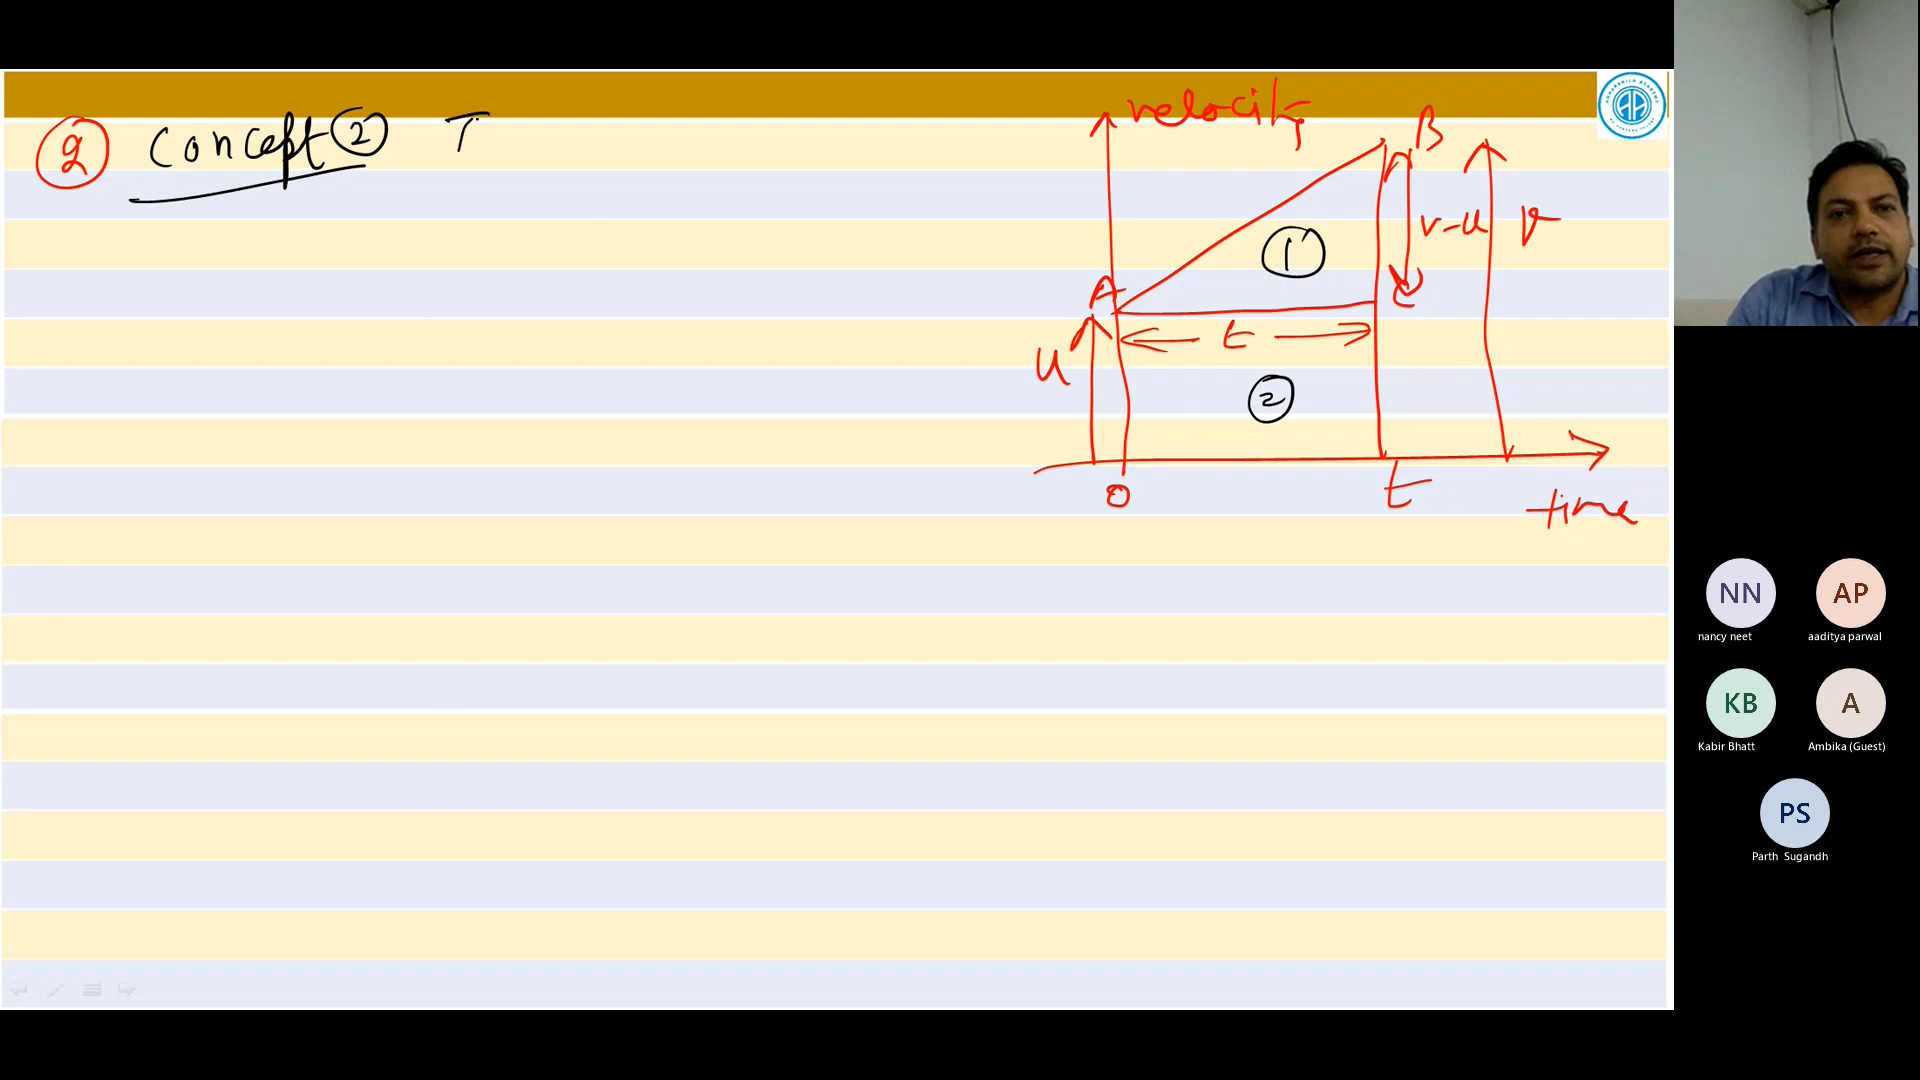 2 Concept 2 T
velocity
B
1
v-u
v
A
C
t
u
2
0
t
time
NN
AP
nancy neet
aaditya parwal
KB
A
Kabir Bhatt
Ambika (Guest)
PS
Parth Sugandh